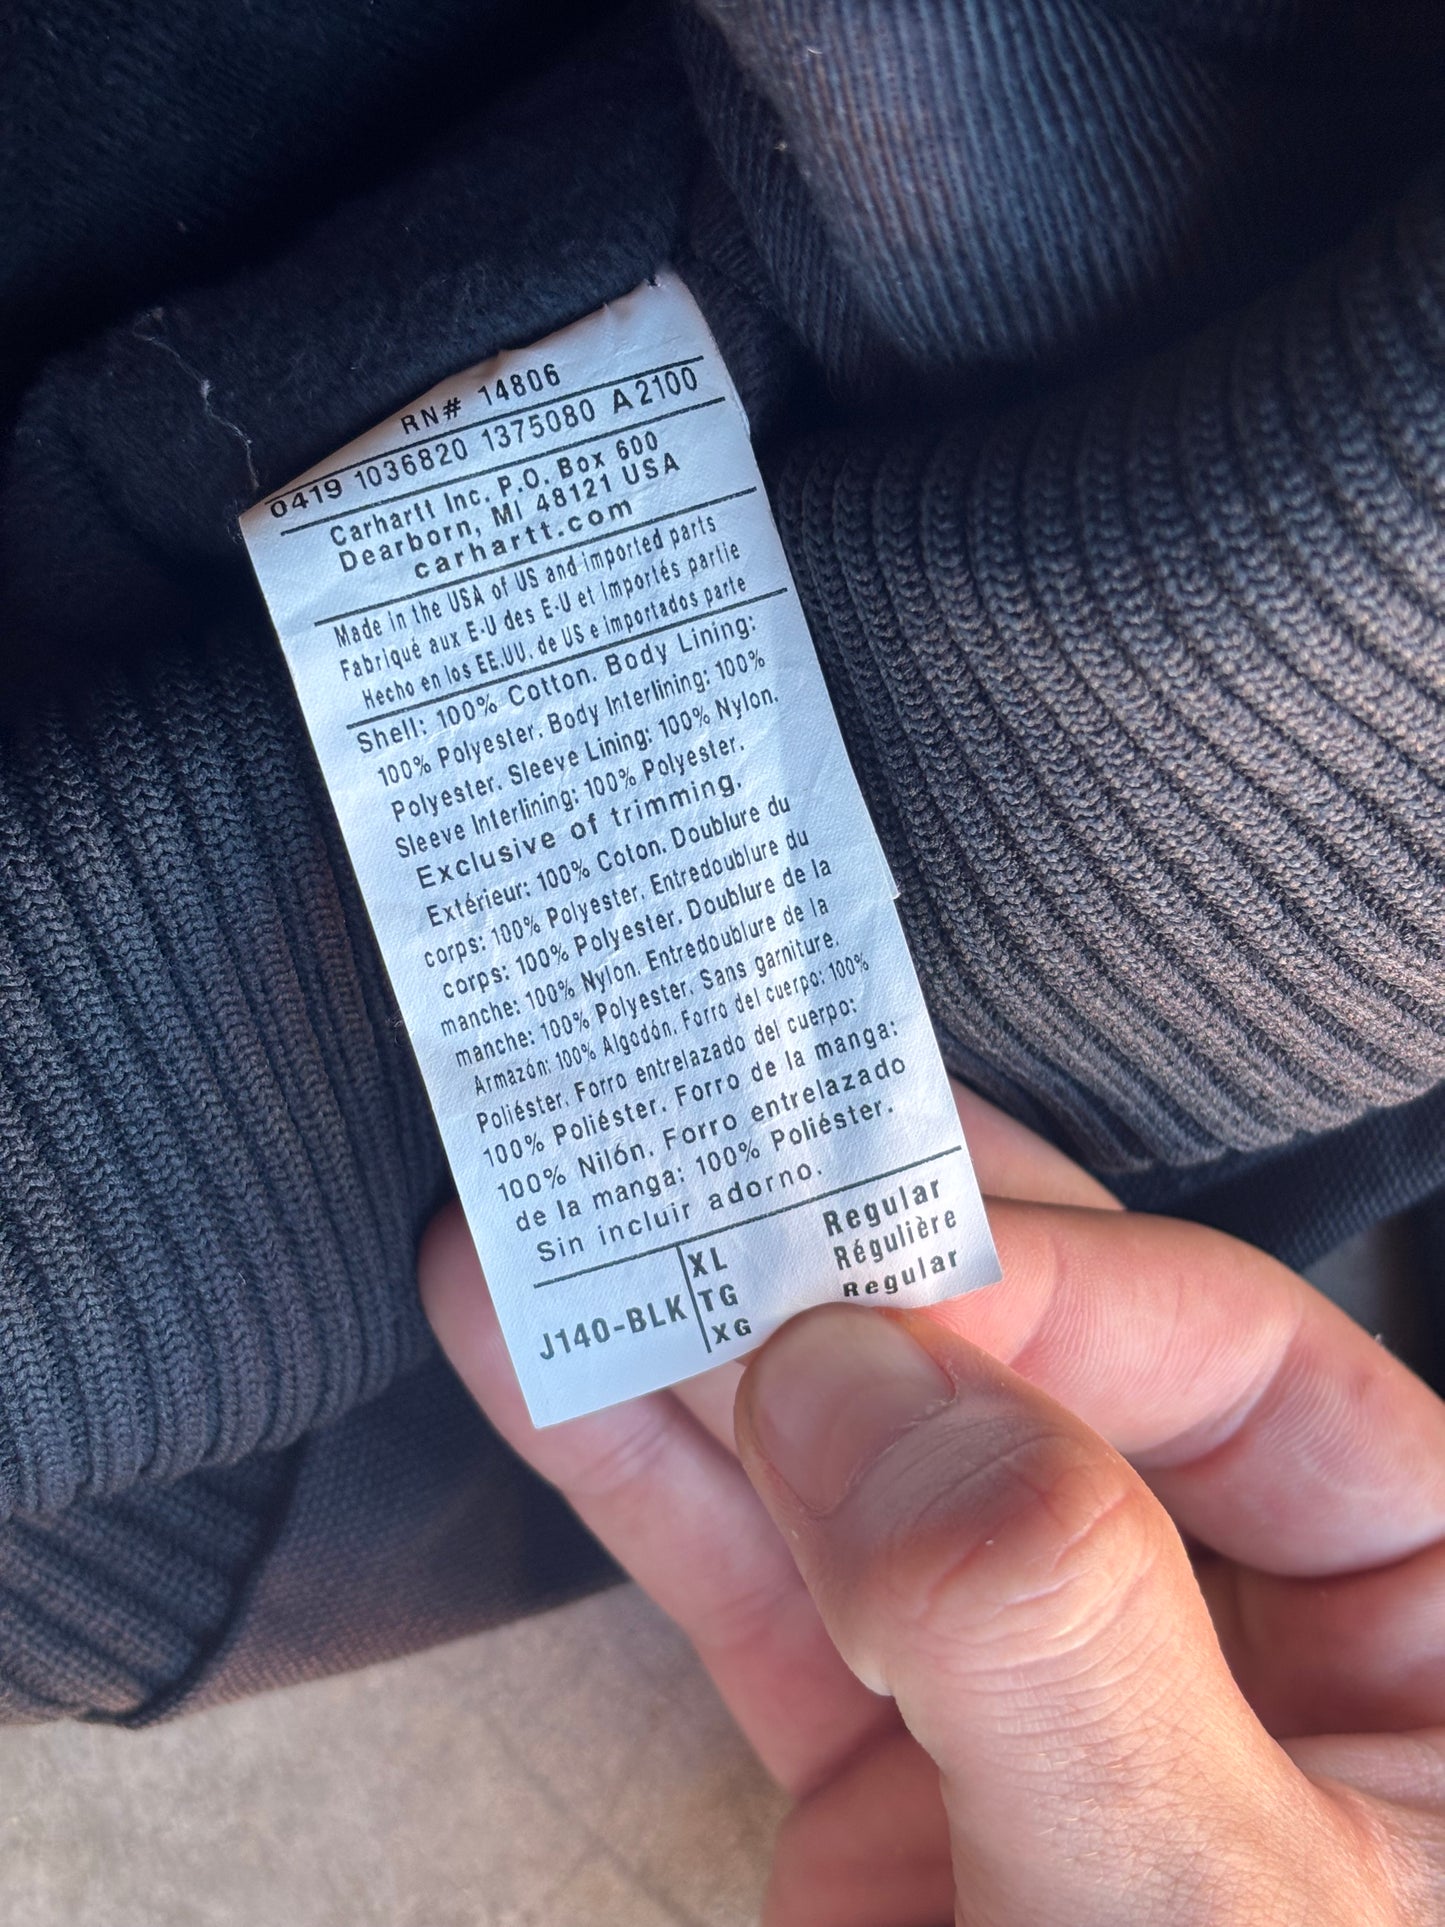 RN# 14806
0419 1036820 1375080 A2100
Carhartt Inc. P.O. Box 600
Dearborn, MI 48121 USA
carhartt.com
Made in the USA of US and imported parts
Fabriqué aux E-U des E-U et Importés partie
Hecho en los EE.UU. de US e importados parte
Shell: 100% Cotton. Body Lining:
100% Polyester. Body Interlining: 100%
Polyester. Sleeve Lining: 100% Nylon.
Sleeve Interlining: 100% Polyester.
Exclusive of trimming.
Extérieur: 100% Coton. Doublure du
corps: 100% Polyester. Entredoublure du
corps: 100% Polyester. Doublure de la
manche: 100% Nylon. Entredoublure de la
manche: 100% Polyester. Sans garniture.
Armazón: 100% Algodón. Forro del cuerpo: 100%
Poliéster. Forro entrelazado del cuerpo:
100% Poliéster. Forro de la manga:
100% Nilón. Forro entrelazado
de la manga: 100% Poliéster.
Sin incluir adorno.
XL Regular
J140-BLK TG Régulière
XG Regular